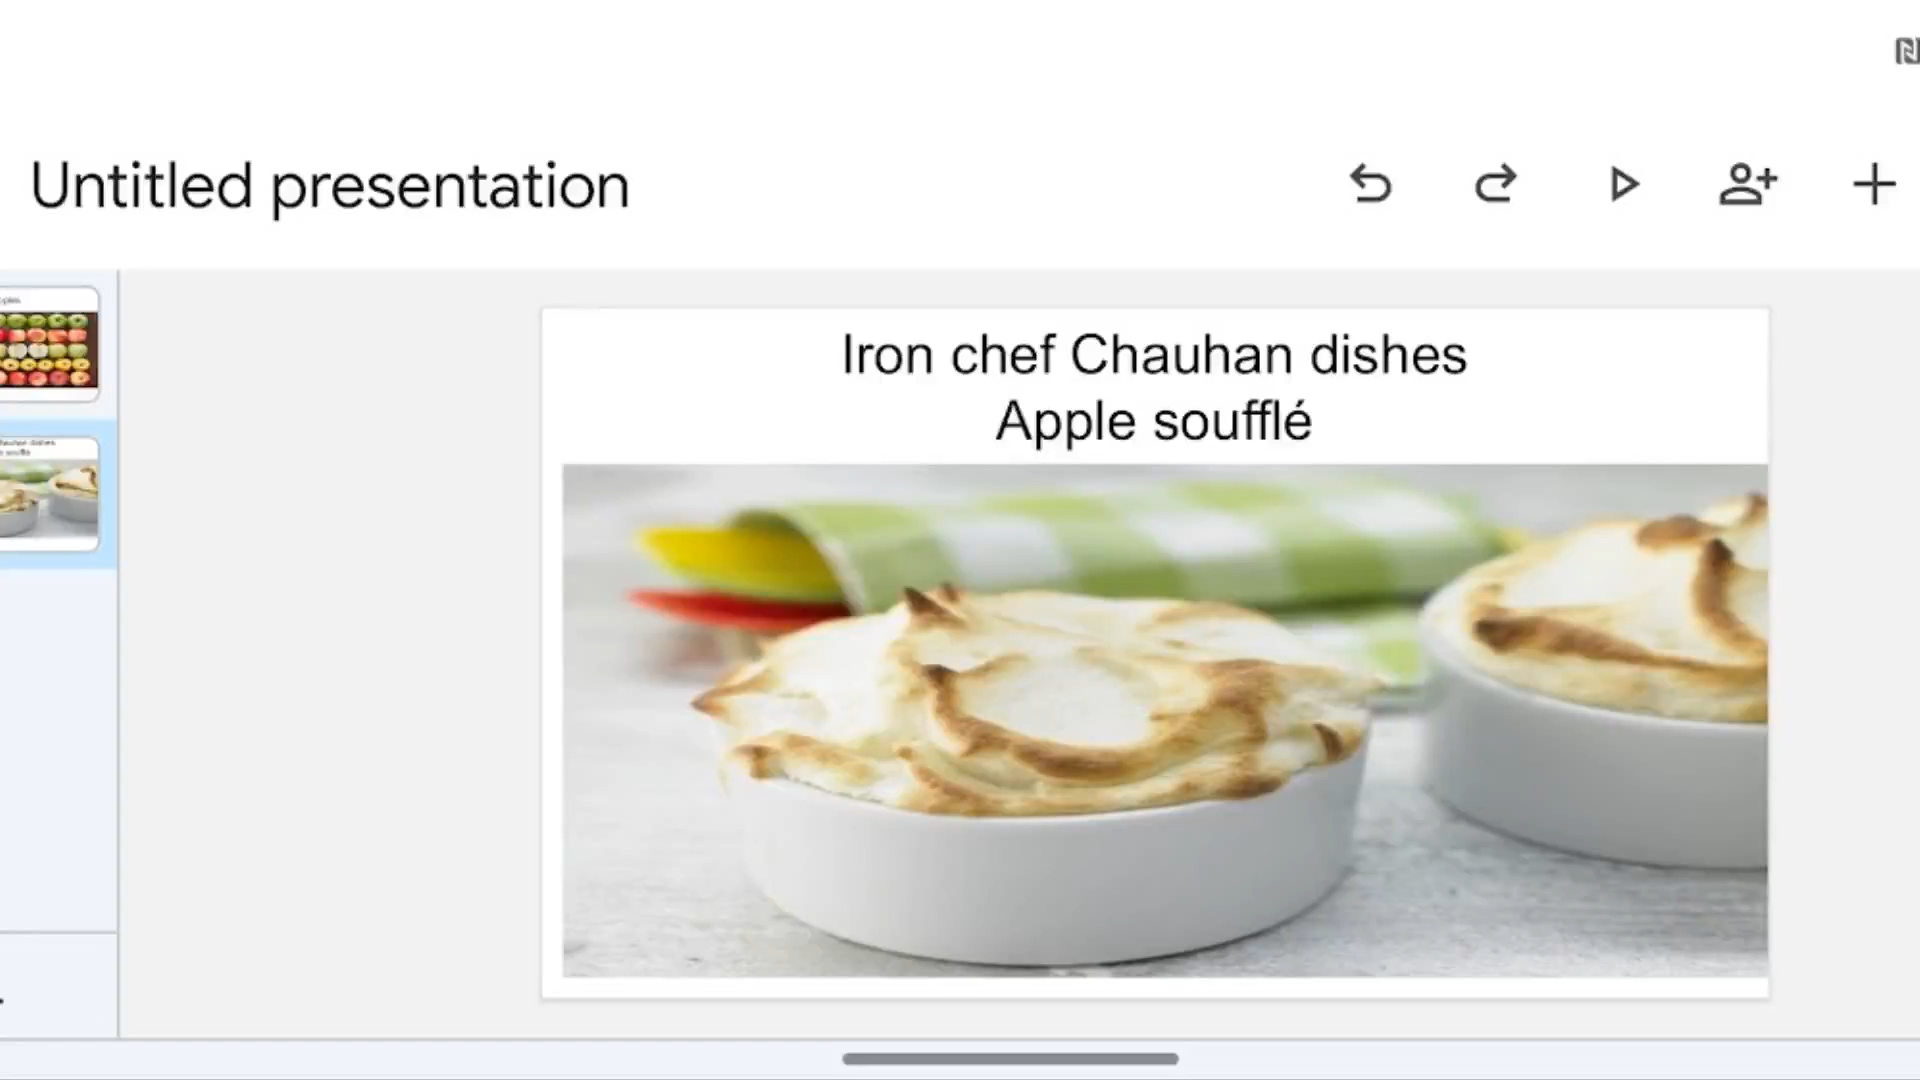 Untitled presentation
Iron chef Chauhan dishes
Apple soufflé